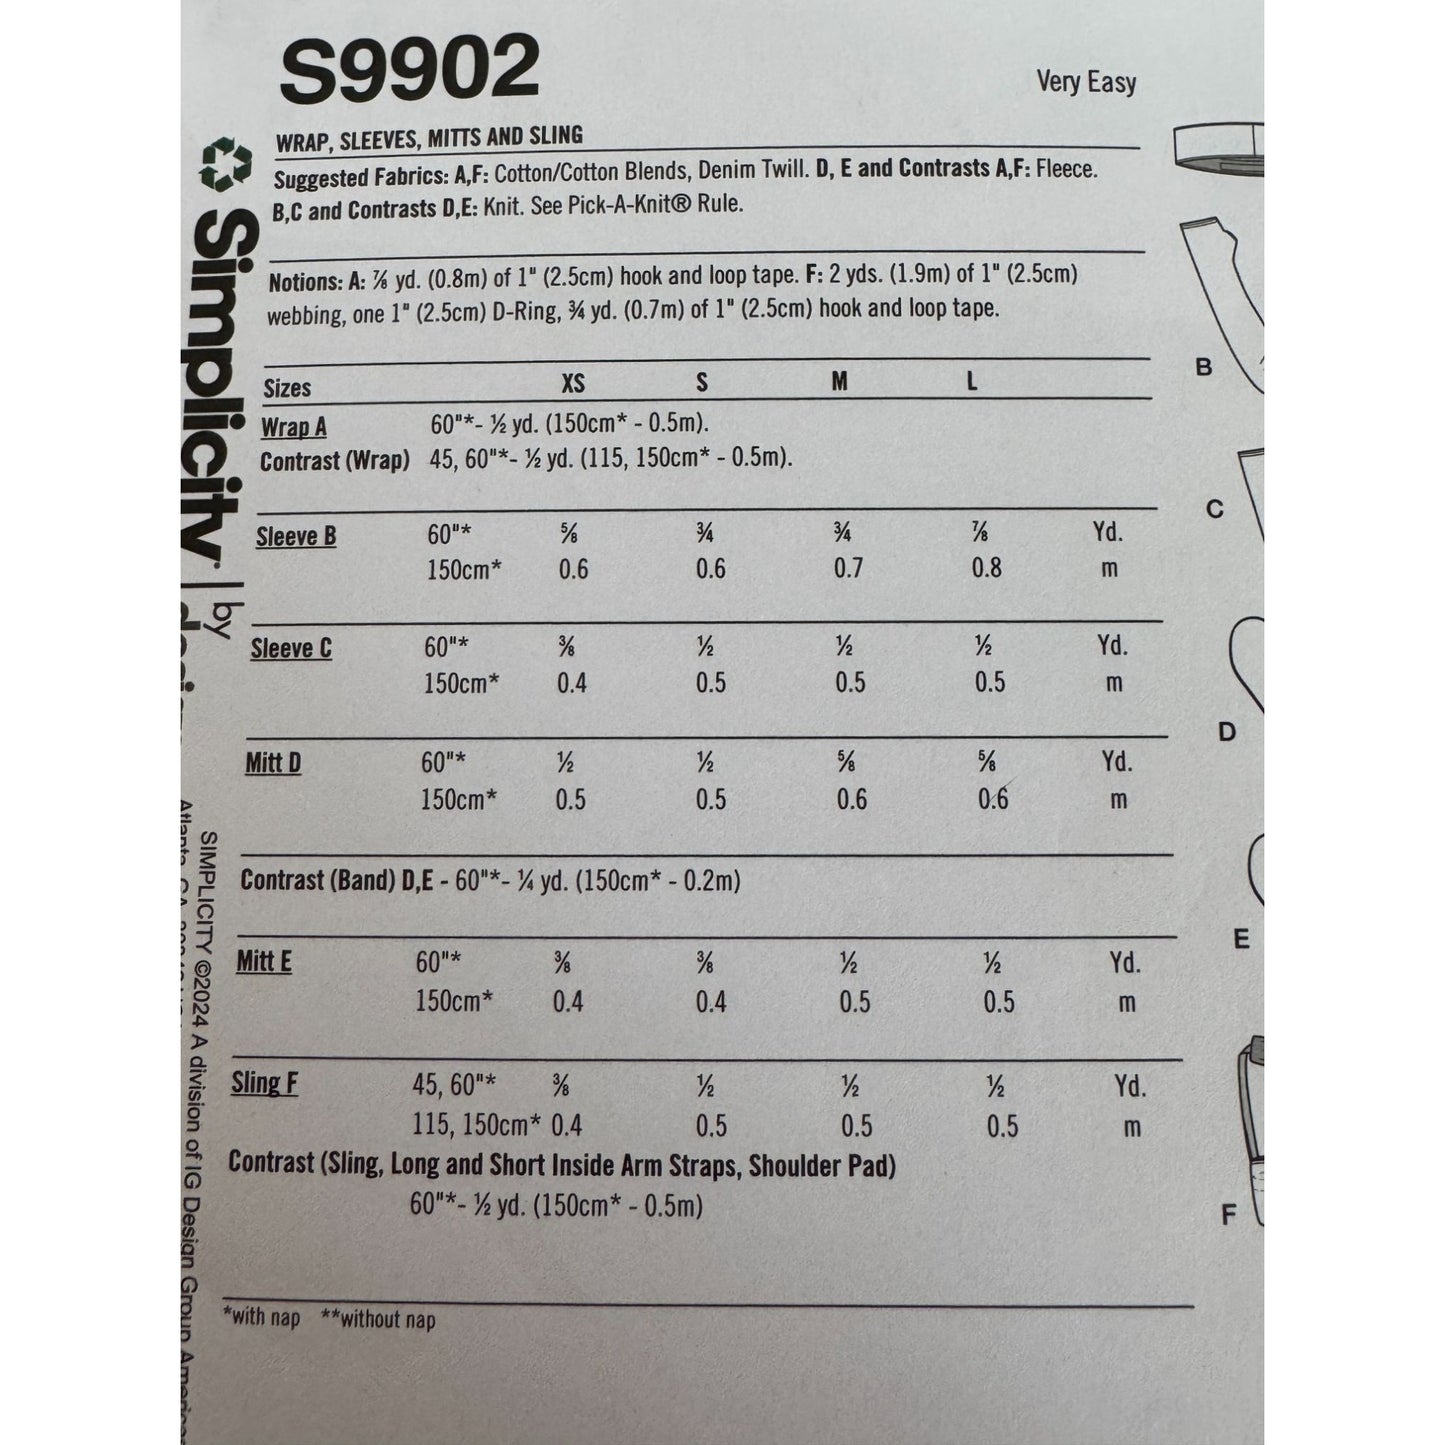 S9902
Very Easy
WRAP, SLEEVES, MITTS AND SLING
Suggested Fabrics: A,F: Cotton/Cotton Blends, Denim Twill. D, E and Contrasts A,F: Fleece.
B,C and Contrasts D,E: Knit. See Pick-A-Knit® Rule.
Notions: A: ⅞ yd. (0.8m) of 1" (2.5cm) hook and loop tape. F: 2 yds. (1.9m) of 1" (2.5cm)
webbing, one 1" (2.5cm) D-Ring, ¾ yd. (0.7m) of 1" (2.5cm) hook and loop tape.
Sizes XS S M L
Wrap A 60"*- ½ yd. (150cm* - 0.5m).
Contrast (Wrap) 45, 60"*- ½ yd. (115, 150cm* - 0.5m).
Sleeve B 60"* ⅝ ¾ ¾ ⅞ Yd.
150cm* 0.6 0.6 0.7 0.8 m
Sleeve C 60"* ⅜ ½ ½ ½ Yd.
150cm* 0.4 0.5 0.5 0.5 m
Mitt D 60"* ½ ½ ⅝ ⅝ Yd.
150cm* 0.5 0.5 0.6 0.6 m
Contrast (Band) D,E - 60"*- ¼ yd. (150cm* - 0.2m)
Mitt E 60"* ⅜ ⅜ ½ ½ Yd.
150cm* 0.4 0.4 0.5 0.5 m
Sling F 45, 60"* ⅜ ½ ½ ½ Yd.
115, 150cm* 0.4 0.5 0.5 0.5 m
Contrast (Sling, Long and Short Inside Arm Straps, Shoulder Pad)
60"*- ½ yd. (150cm* - 0.5m)
*with nap **without nap
B
C
D
E
F
Simplicity | by
SIMPLICITY ©2024 A division of IG Design Group